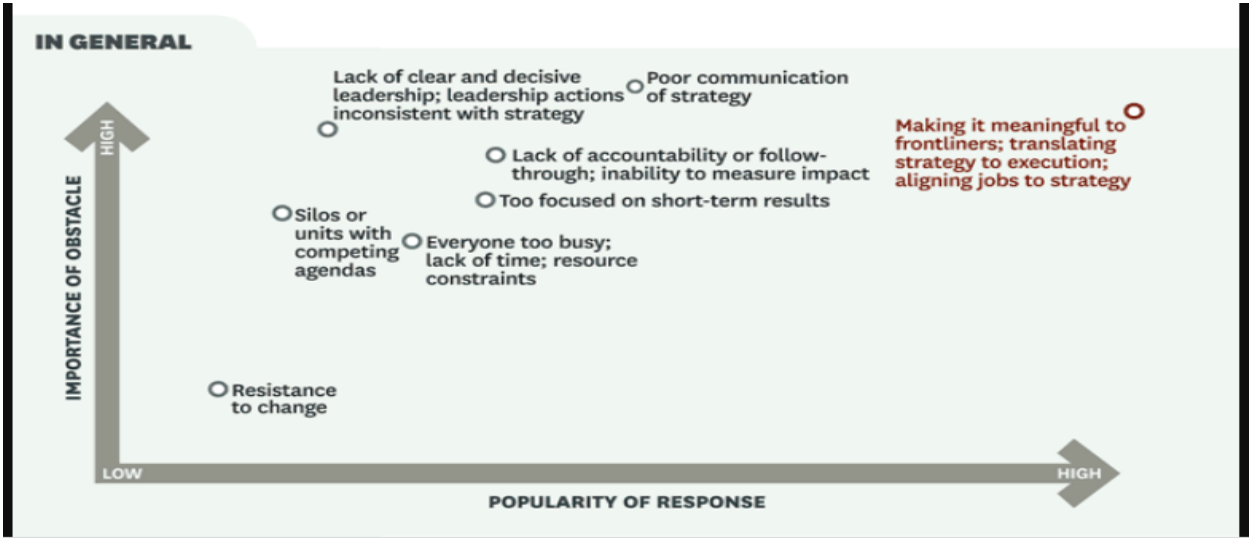 IN GENERAL
Lack of clear and decisive
leadership; leadership actions
inconsistent with strategy
Poor communication
of strategy
Making it meaningful to
frontliners; translating
strategy to execution;
aligning jobs to strategy
Lack of accountability or follow-
through; inability to measure impact
Too focused on short-term results
Silos or
units with
competing
agendas
Everyone too busy;
lack of time; resource
constraints
Resistance
to change
IMPORTANCE OF OBSTACLE
HIGH
LOW
HIGH
POPULARITY OF RESPONSE